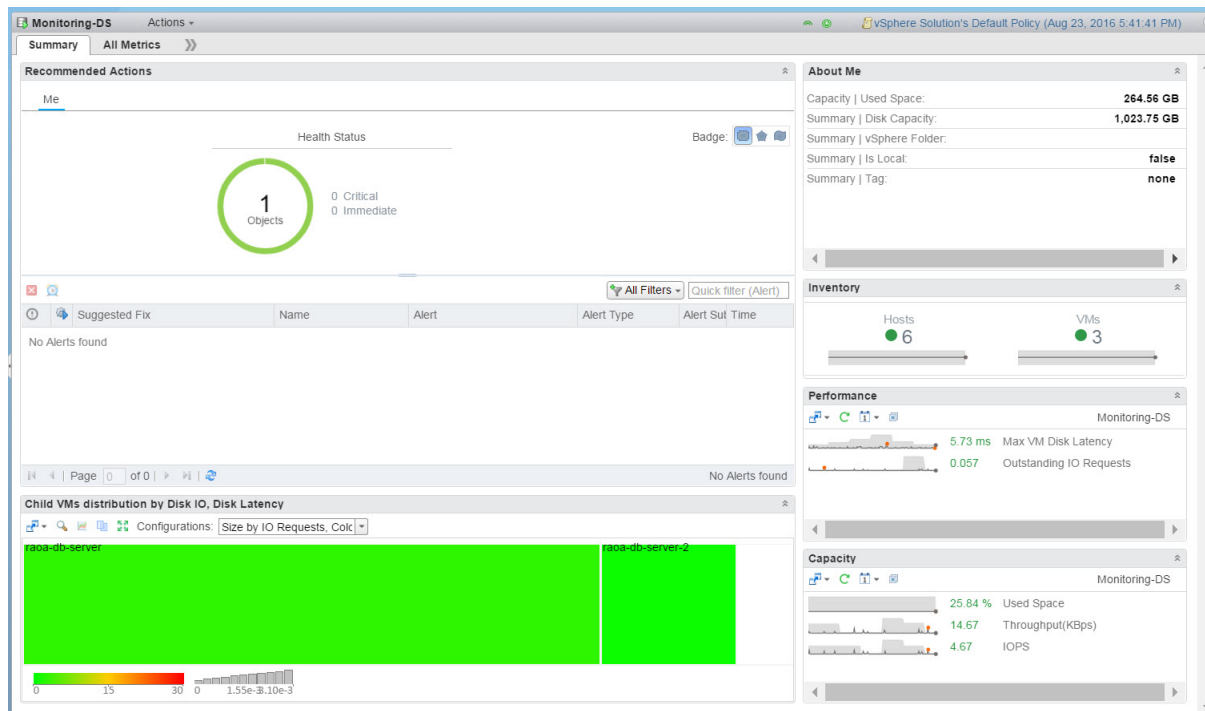 Monitoring-DS Actions
vSphere Solution's Default Policy (Aug 23, 2016 5:41:41 PM)
Summary All Metrics
Recommended Actions
Me
Health Status
Badge:
1
Objects
0 Critical
0 Immediate
All Filters Quick filter (Alert)
Suggested Fix Name Alert Alert Type Alert Sub Time
No Alerts found
Page 0 of 0 No Alerts found
Child VMs distribution by Disk IO, Disk Latency
Configurations: Size by IO Requests, Colc
raoa-db-server raoa-db-server-2
0 15 30 0 1.55e-3 3.10e-3
About Me
Capacity | Used Space: 264.56 GB
Summary | Disk Capacity: 1,023.75 GB
Summary | vSphere Folder:
Summary | Is Local: false
Summary | Tag: none
Inventory
Hosts VMs
6 3
Performance
Monitoring-DS
5.73 ms Max VM Disk Latency
0.057 Outstanding IO Requests
Capacity
Monitoring-DS
25.84 % Used Space
14.67 Throughput(KBps)
4.67 IOPS